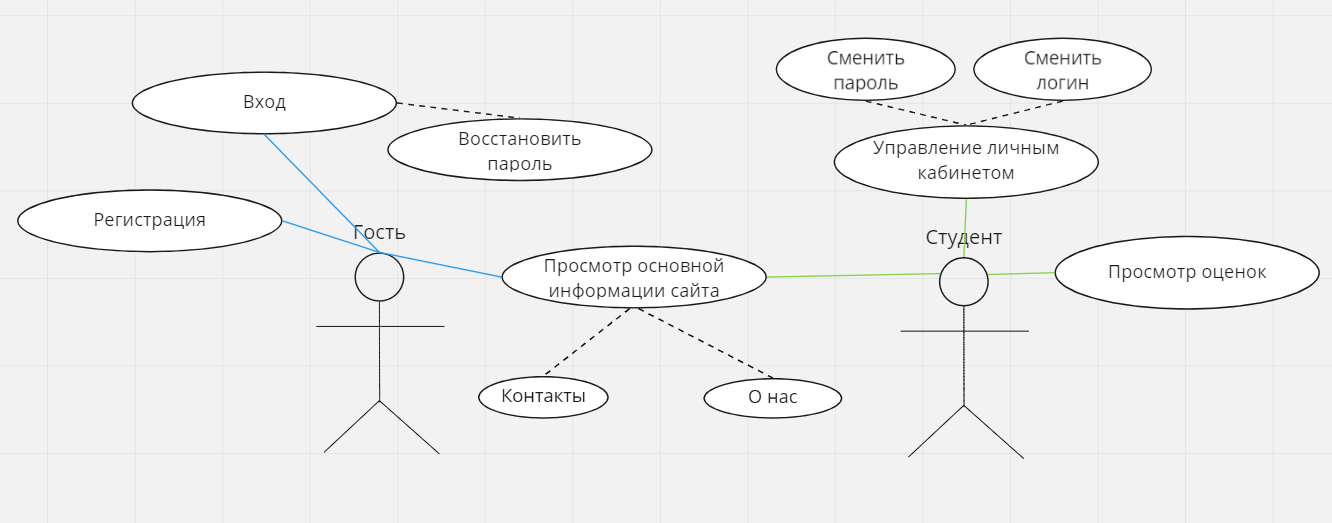 Сменить
пароль
Сменить
логин
Вход
Восстановить
пароль
Управление личным
кабинетом
Регистрация
Гость
Студент
Просмотр основной
информации сайта
Просмотр оценок
Контакты
О нас